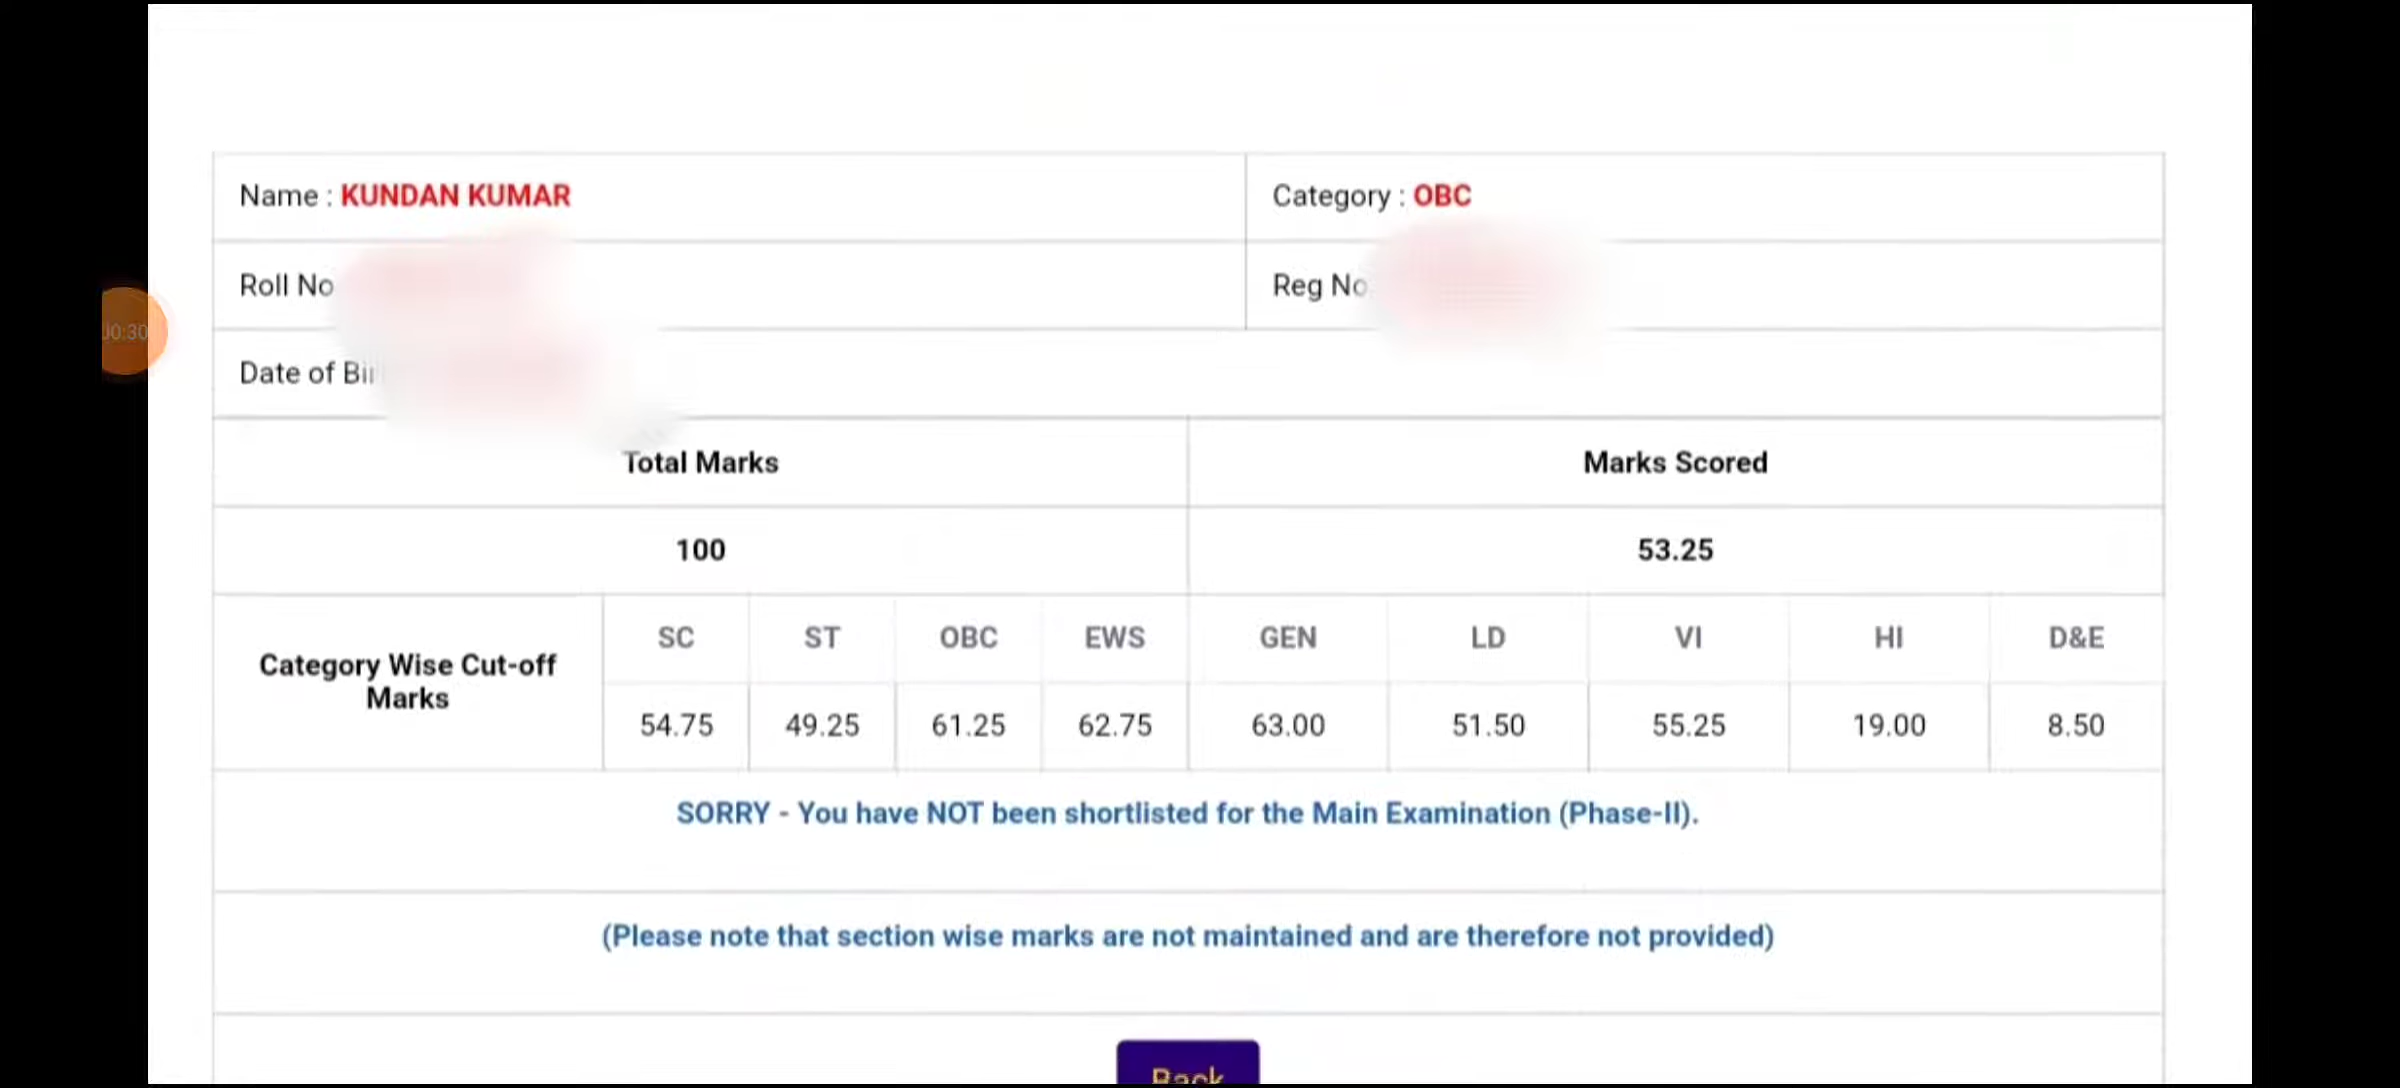 Name : KUNDAN KUMAR
Category : OBC
Roll No
Reg No
Date of
Total Marks
Marks Scored
100
53.25
Category Wise Cut-off
Marks
SC ST OBC EWS GEN LD VI HI D&E
54.75 49.25 61.25 62.75 63.00 51.50 55.25 19.00 8.50
SORRY - You have NOT been shortlisted for the Main Examination (Phase-II).
(Please note that section wise marks are not maintained and are therefore not provided)
Back
00:30